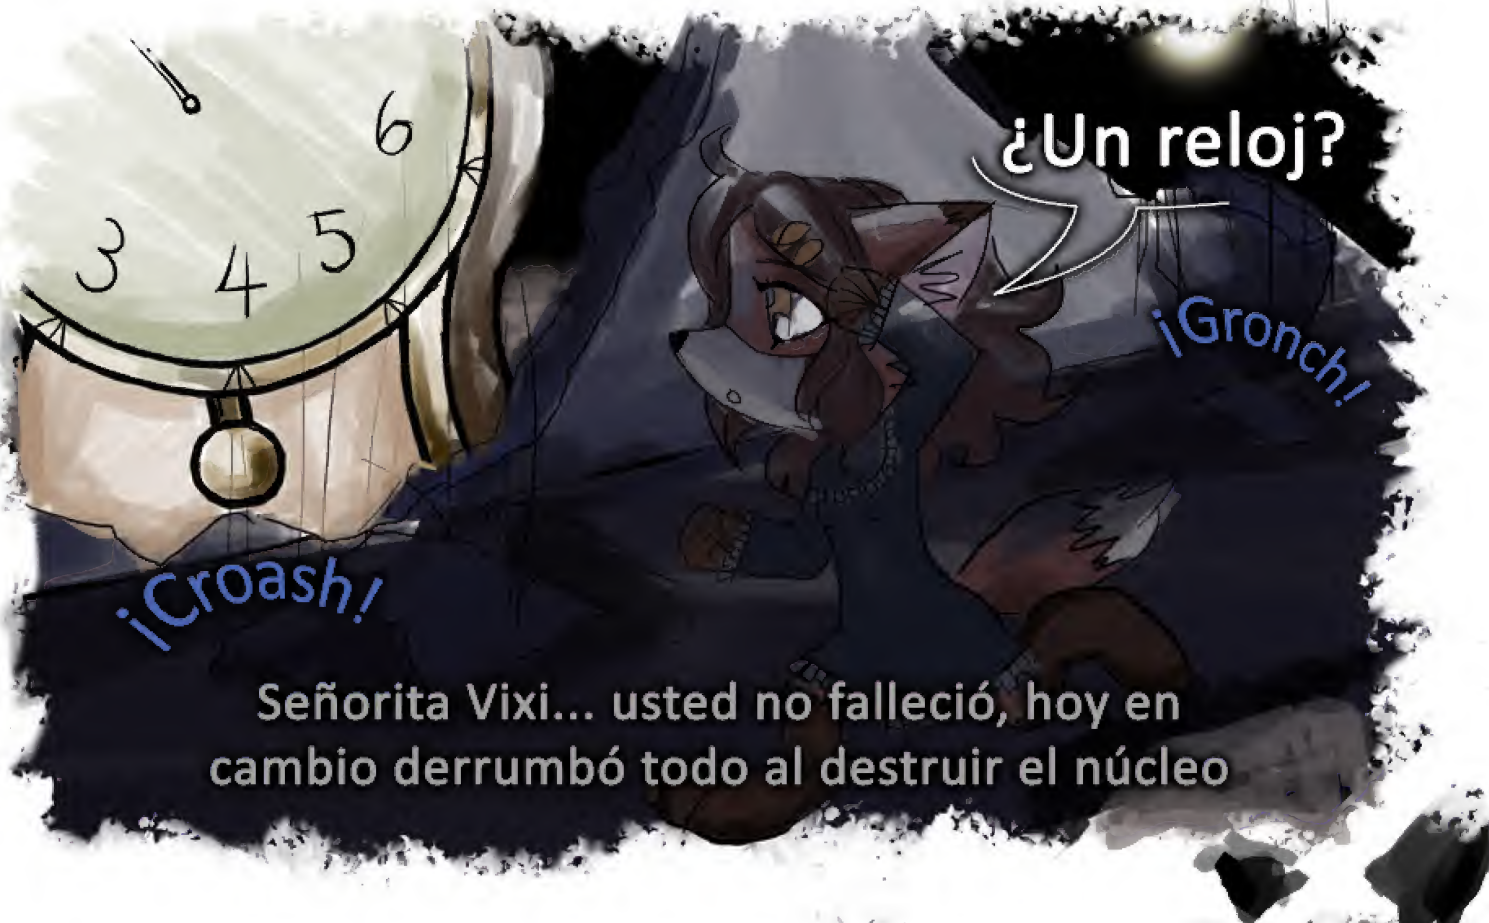 ¿Un reloj?
6
5
4
3
¡Gronch!
¡Croash!
Señorita Vixi... usted no falleció, hoy en
cambio derrumbó todo al destruir el núcleo